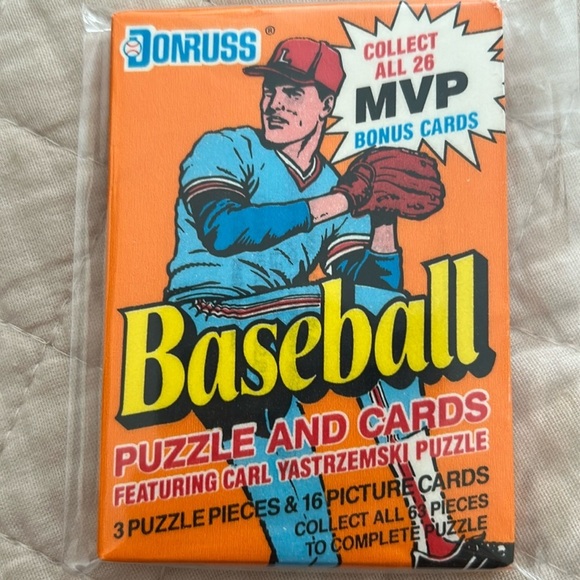 DONRUSS®
COLLECT
ALL 26
MVP
BONUS CARDS
L
Baseball
PUZZLE AND CARDS
FEATURING CARL YASTRZEMSKI PUZZLE
3 PUZZLE PIECES & 16 PICTURE CARDS
COLLECT ALL 63 PIECES
TO COMPLETE PUZZLE